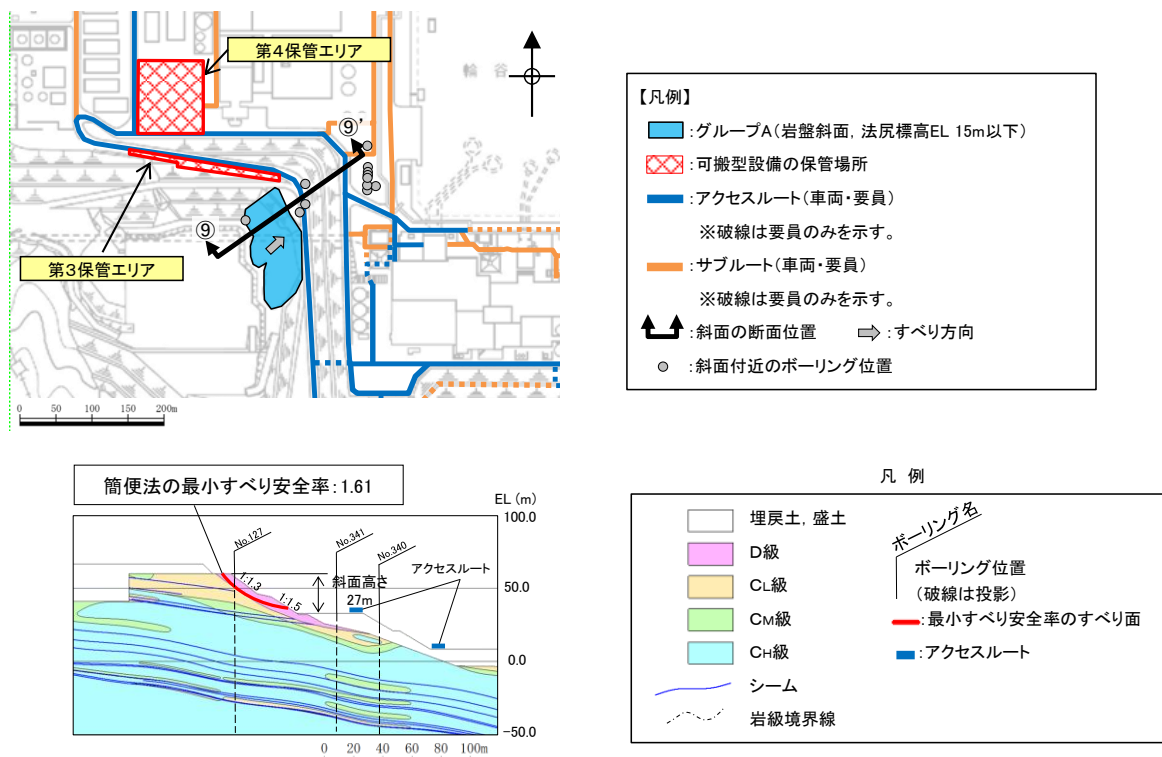 第4保管エリア
輪 谷
⑨'
⑨
第3保管エリア
0 50 100 150 200m
【凡例】
:グループA(岩盤斜面, 法尻標高EL 15m以下)
:可搬型設備の保管場所
:アクセスルート(車両・要員)
※破線は要員のみを示す。
:サブルート(車両・要員)
※破線は要員のみを示す。
:斜面の断面位置 :すべり方向
:斜面付近のボーリング位置
簡便法の最小すべり安全率:1.61
EL (m)
100.0
50.0
0.0
-50.0
No.127
No.341
No.340
1:1.3
1:1.5
斜面高さ
27m
アクセスルート
0 20 40 60 80 100m
凡 例
埋戻土, 盛土
D級
CL級
CM級
CH級
シーム
岩級境界線
ボーリング名
ボーリング位置
(破線は投影)
:最小すべり安全率のすべり面
:アクセスルート